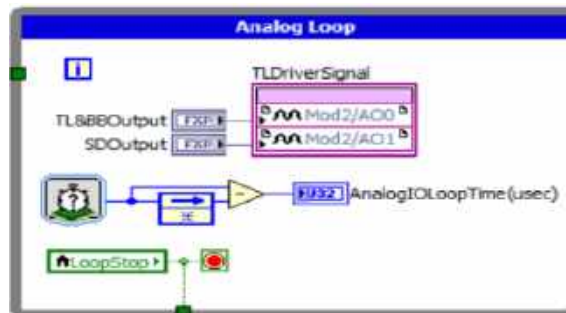 Analog Loop
i
TLDriverSignal
TL&BBOutput FXP Mod2/AO0
SDOutput FXP Mod2/AO1
?
U32 AnalogIOLoopTime(usec)
LoopStop